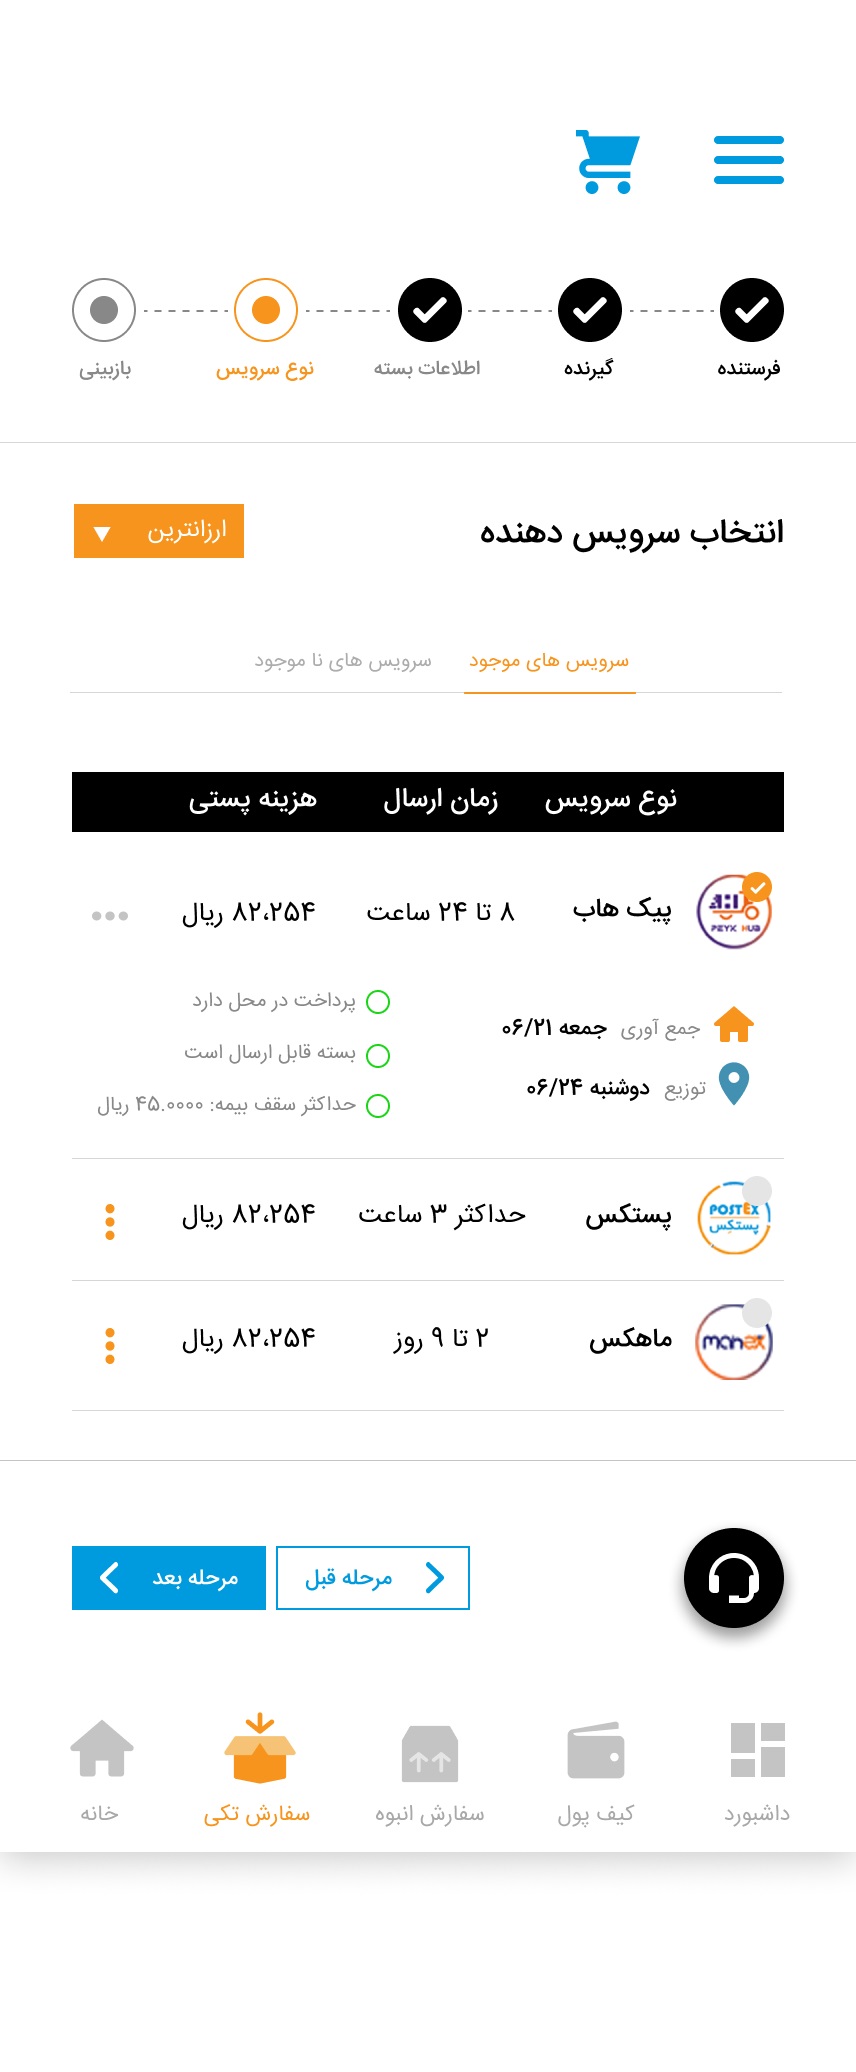 فرستنده گیرنده اطلاعات بسته نوع سرویس بازبینی
انتخاب سرویس دهنده ارزانترین
سرویس های موجود سرویس های نا موجود
نوع سرویس زمان ارسال هزینه پستی
PEYK HUB پیک هاب ۸ تا ۲۴ ساعت ۸۲،۲۵۴ ریال
پرداخت در محل دارد
جمع آوری جمعه ۰۶/۲۱
بسته قابل ارسال است
توزیع دوشنبه ۰۶/۲۴
حداکثر سقف بیمه: ۴۵.۰۰۰۰ ریال
POSTEX
پستکس
پستکس حداکثر ۳ ساعت ۸۲،۲۵۴ ریال
mahex ماهکس ۲ تا ۹ روز ۸۲،۲۵۴ ریال
مرحله قبل مرحله بعد
داشبورد کیف پول سفارش انبوه سفارش تکی خانه